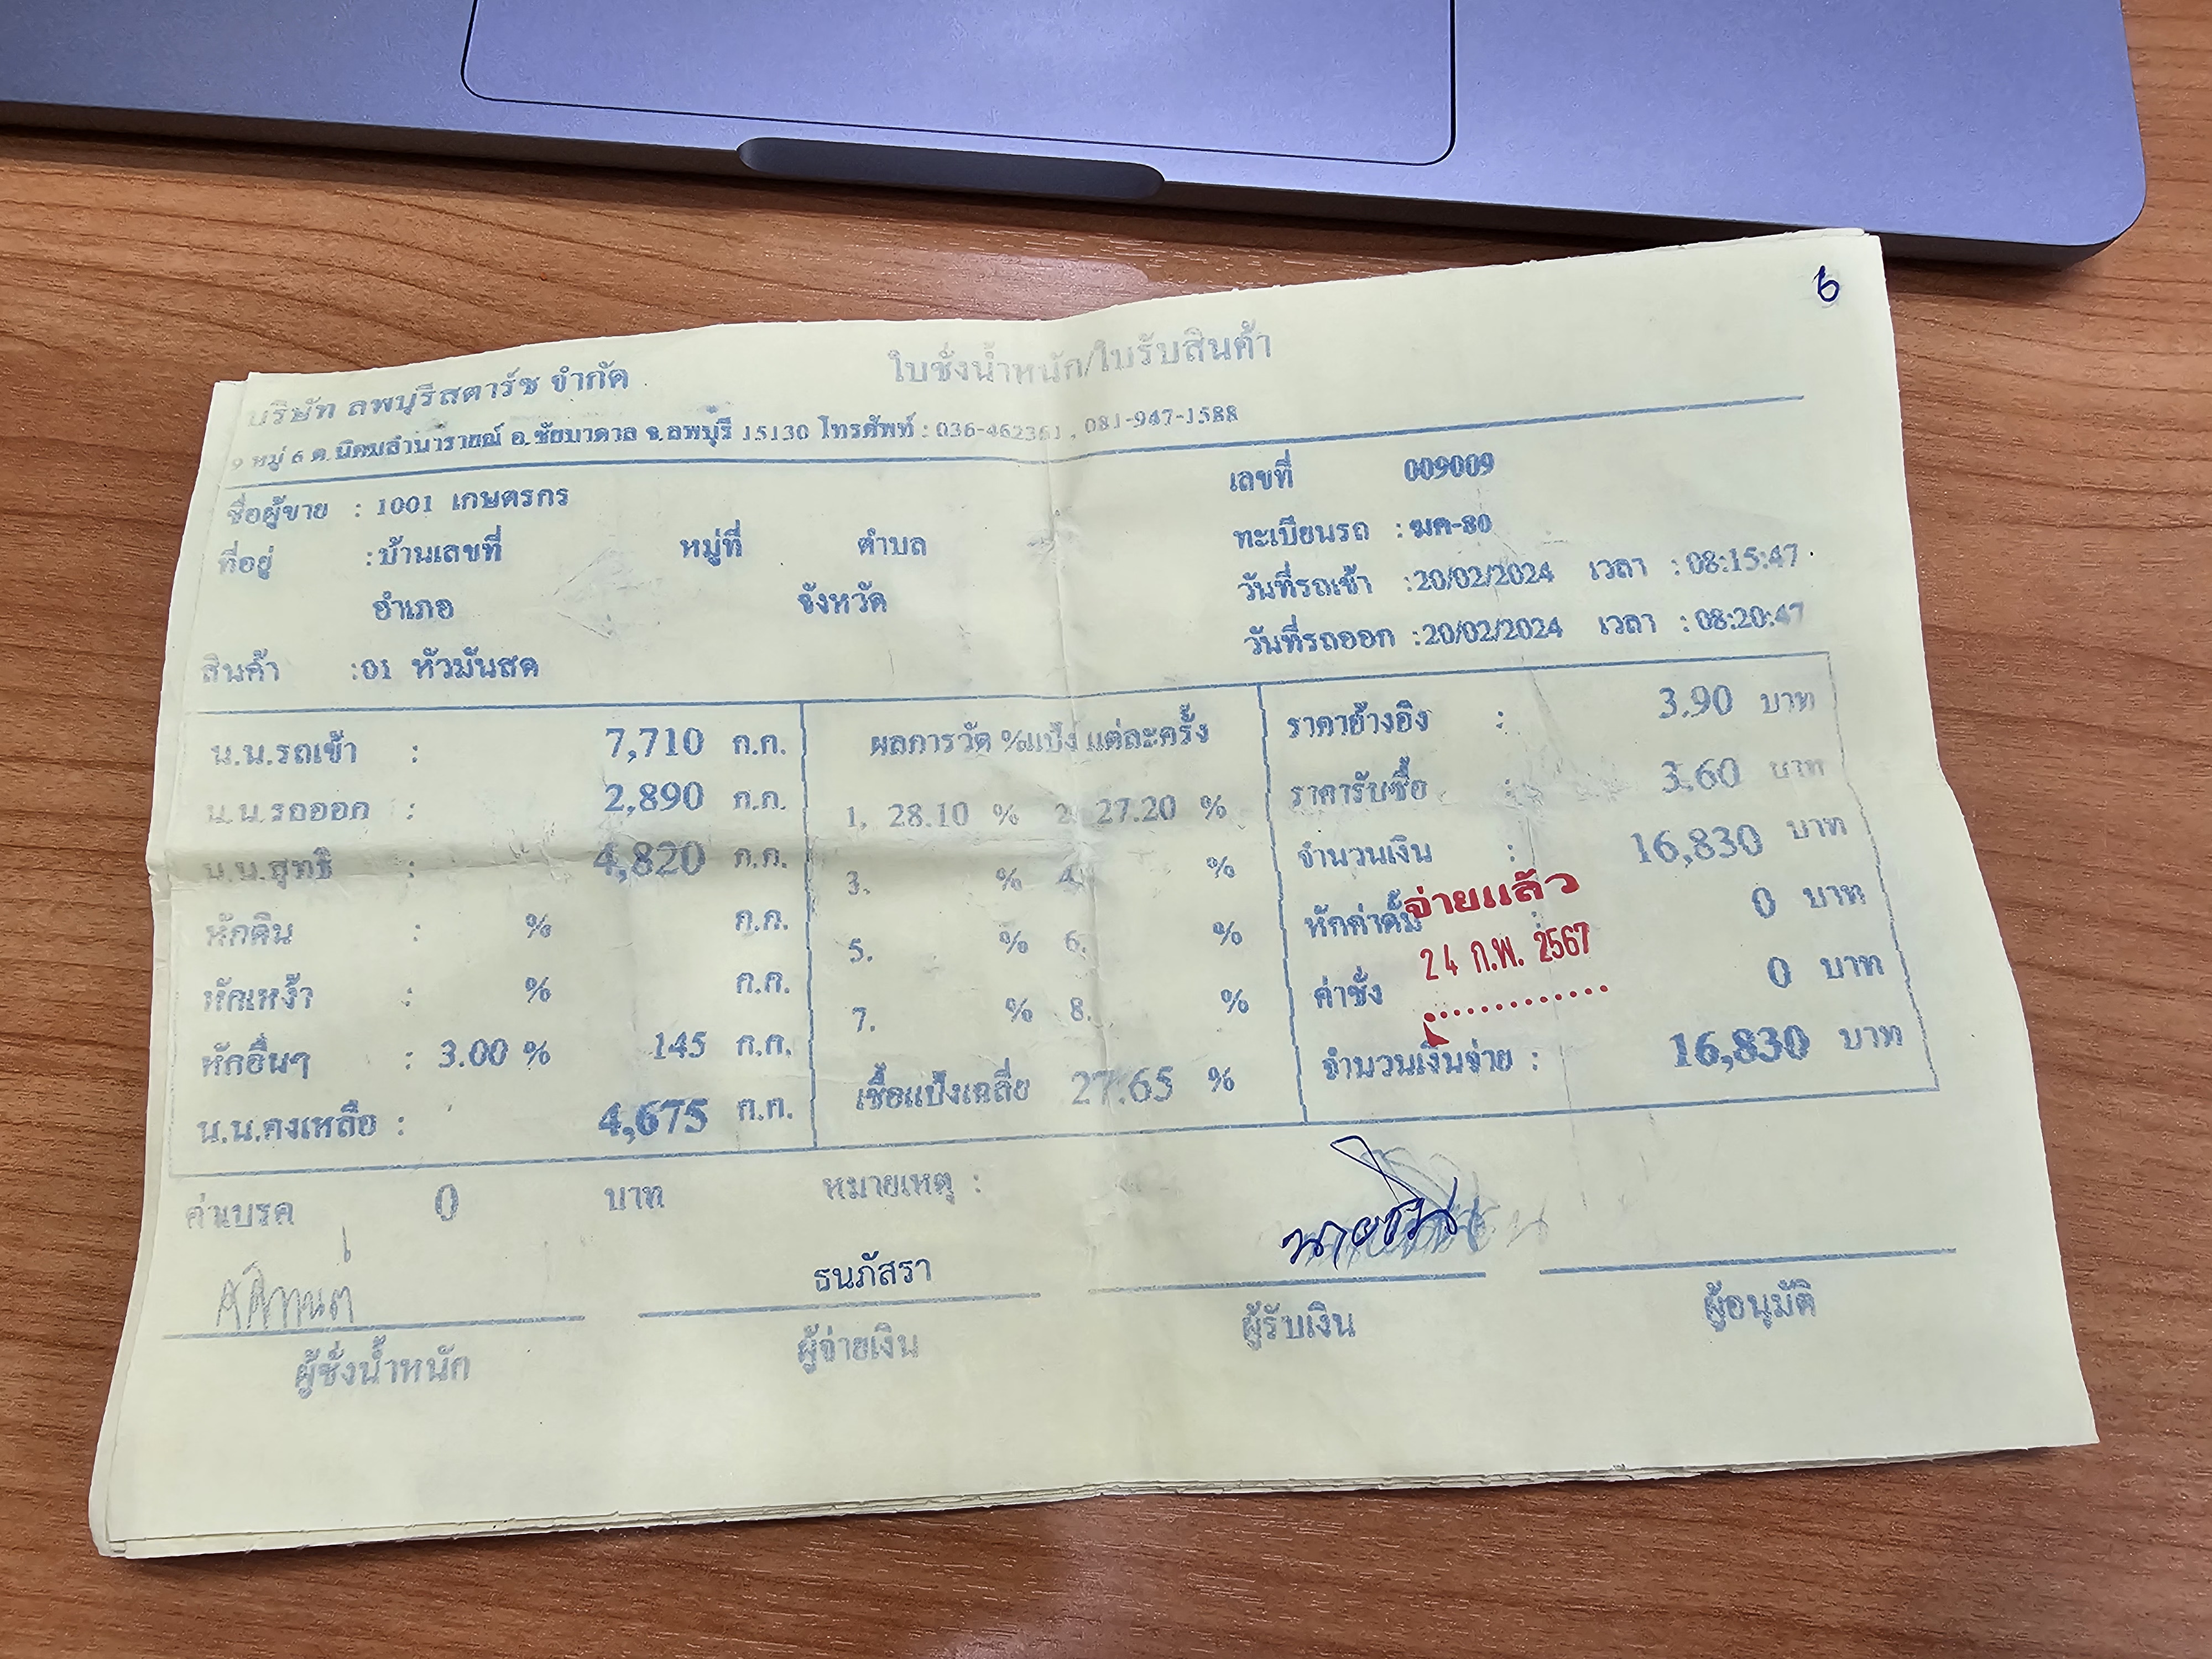 6
ใบชั่งน้ำหนัก/ใบรับสินค้า
บริษัท ลพบุรีสตาร์ช จำกัด
9 หมู่ 6 ต.นิคมลำนารายณ์ อ.ชัยบาดาล จ.ลพบุรี 15130 โทรศัพท์ : 036-462361 , 081-947-1588
ชื่อผู้ขาย : 1001 เกษตรกร เลขที่ 009009
ที่อยู่ : บ้านเลขที่ หมู่ที่ ตำบล ทะเบียนรถ : ฆค-80
อำเภอ จังหวัด วันที่รถเข้า : 20/02/2024 เวลา : 08:15:47
สินค้า : 01 หัวมันสด วันที่รถออก : 20/02/2024 เวลา : 08:20:47
น.น.รถเข้า : 7,710 ก.ก. ผลการวัด %แป้ง แต่ละครั้ง ราคาอ้างอิง : 3.90 บาท
น.น.รถออก : 2,890 ก.ก. 1. 28.10 % 2. 27.20 % ราคารับซื้อ : 3.60 บาท
น.น.สุทธิ : 4,820 ก.ก. 3. % 4. % จำนวนเงิน : 16,830 บาท
หักดิน : % ก.ก. 5. % 6. % หักค่าดั้ม 0 บาท
จ่ายแล้ว
24 ก.พ. 2567
หักเหง้า : % ก.ก. 7. % 8. % ค่าชั่ง 0 บาท
หักอื่นๆ : 3.00 % 145 ก.ก. เชื้อแป้งเฉลี่ย 27.65 % จำนวนเงินจ่าย : 16,830 บาท
น.น.คงเหลือ : 4,675 ก.ก.
ค่าเบรค 0 บาท หมายเหตุ :
ธนภัสรา
ผู้ชั่งน้ำหนัก ผู้จ่ายเงิน ผู้รับเงิน ผู้อนุมัติ